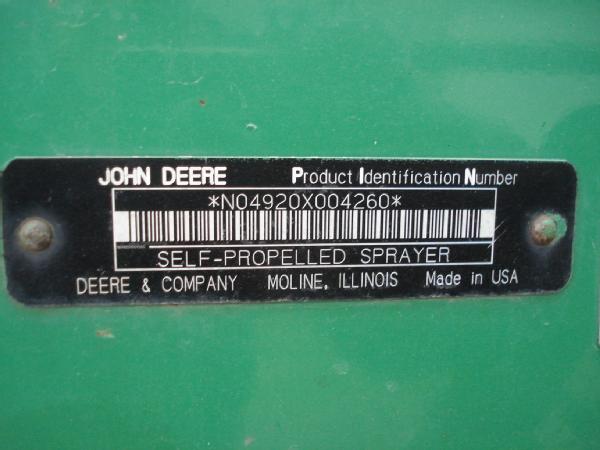 JOHN DEERE Product Identification Number
*N04920X004260*
SELF-PROPELLED SPRAYER
DEERE & COMPANY MOLINE, ILLINOIS Made in USA